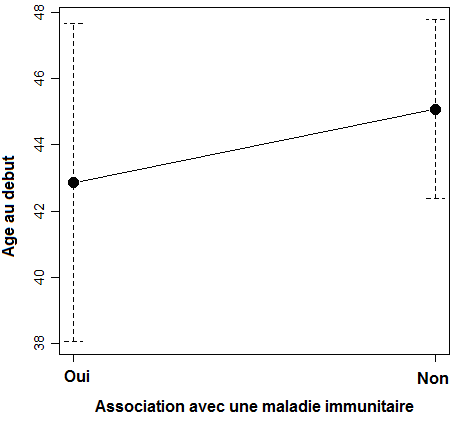 48
46
44
42
40
38
Age au debut
Oui
Non
Association avec une maladie immunitaire